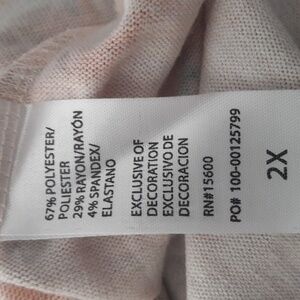 67% POLYESTER/
POLIESTER
29% RAYON/RAYÓN
4% SPANDEX/
ELASTANO
EXCLUSIVE OF
DECORATION
EXCLUSIVO DE
DECORACION
RN#15600
PO# 100-00125799
2X